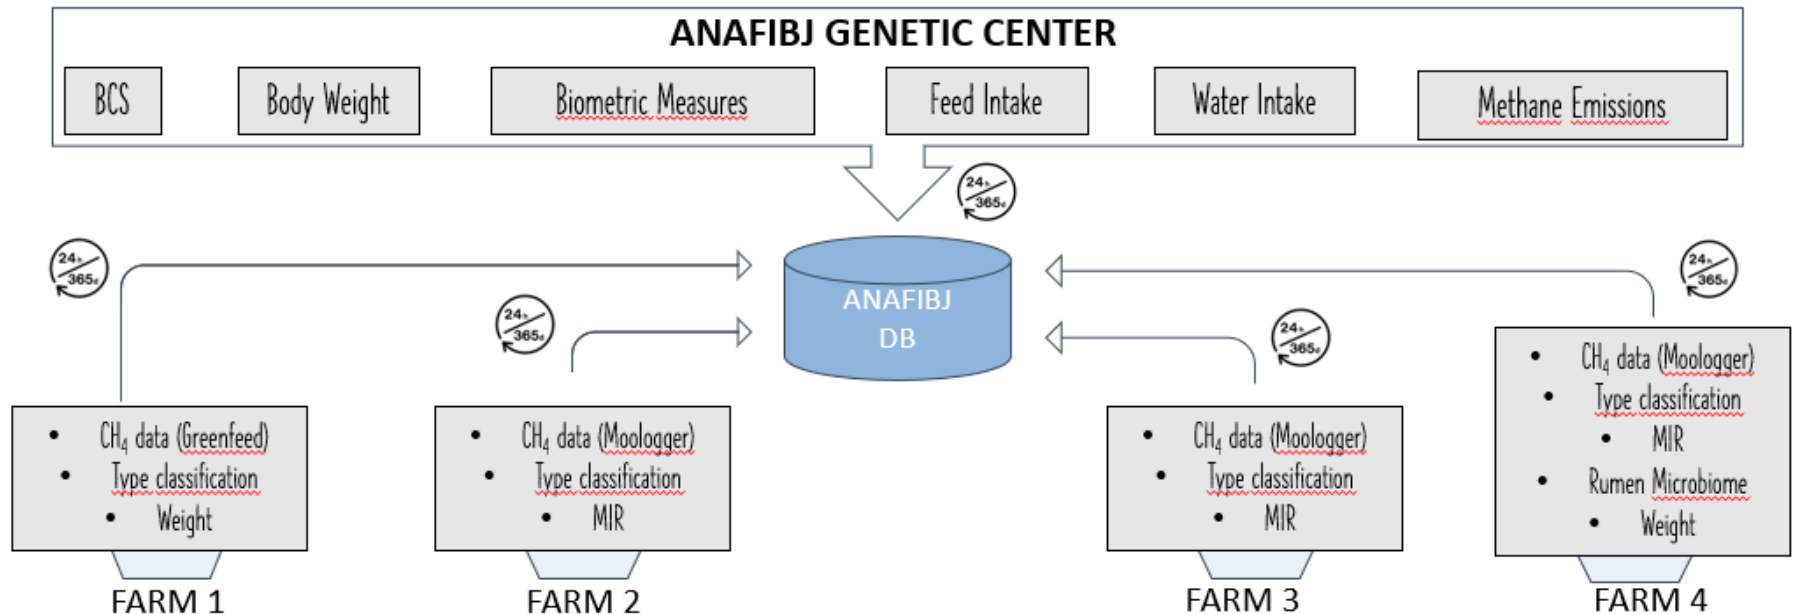 ANAFIBJ GENETIC CENTER
BCS
Body Weight
Biometric Measures
Feed Intake
Water Intake
Methane Emissions
24h
365d
24h
365d
24h
365d
24h
365d
24h
365d
ANAFIBJ
DB
• CH₄ data (Greenfeed)
• Type classification
• Weight
FARM 1
• CH₄ data (Moologger)
• Type classification
• MIR
FARM 2
• CH₄ data (Moologger)
• Type classification
• MIR
FARM 3
• CH₄ data (Moologger)
• Type classification
• MIR
• Rumen Microbiome
• Weight
FARM 4